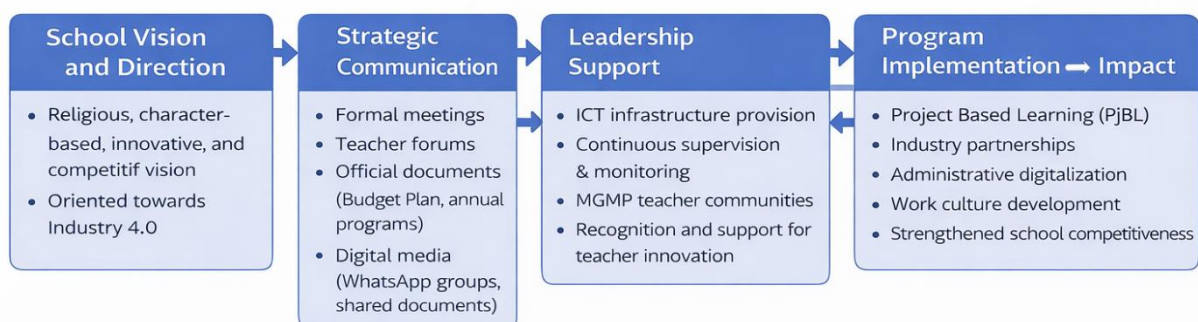 School Vision
and Direction
• Religious, character-
based, innovative, and
competitif vision
• Oriented towards
Industry 4.0
Strategic
Communication
• Formal meetings
• Teacher forums
• Official documents
(Budget Plan, annual
programs)
• Digital media
(WhatsApp groups,
shared documents)
Leadership
Support
• ICT infrastructure provision
• Continuous supervision
& monitoring
• MGMP teacher communities
• Recognition and support for
teacher innovation
Program
Implementation ➡ Impact
• Project Based Learning (PjBL)
• Industry partnerships
• Administrative digitalization
• Work culture development
• Strengthened school competitiveness